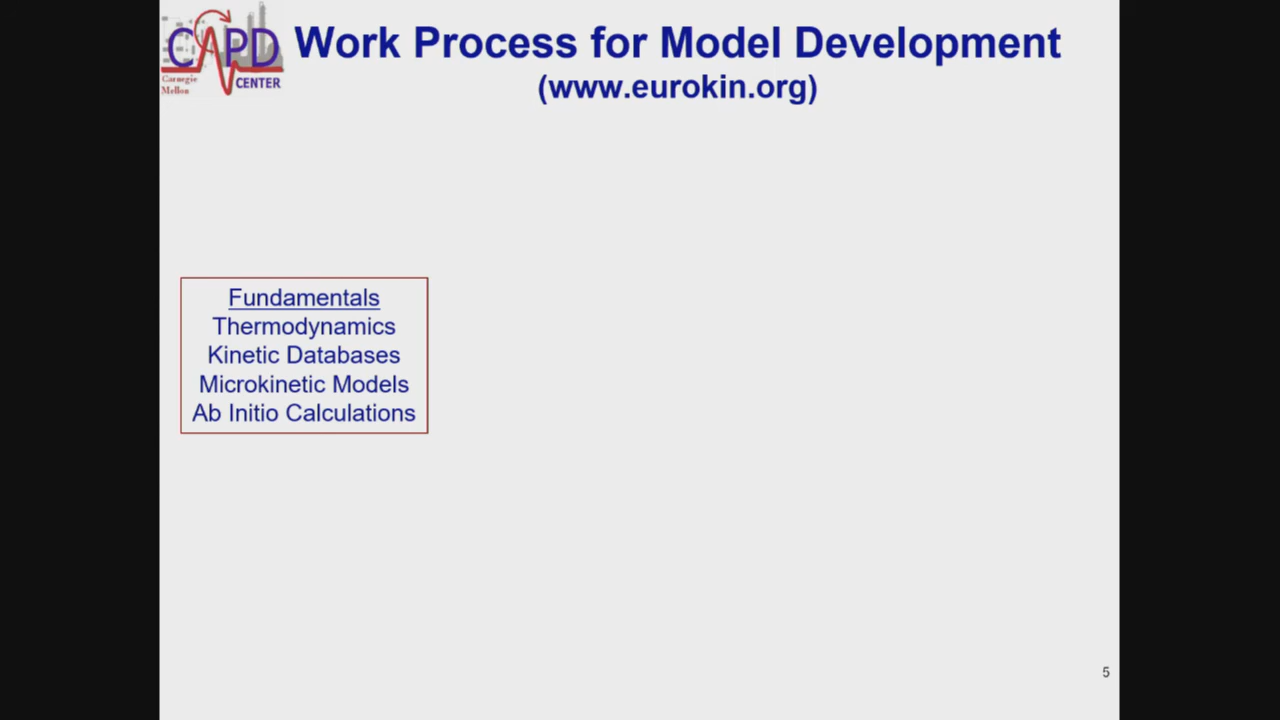 CAPD
CENTER
Carnegie
Mellon
Work Process for Model Development
(www.eurokin.org)
Fundamentals
Thermodynamics
Kinetic Databases
Microkinetic Models
Ab Initio Calculations
5